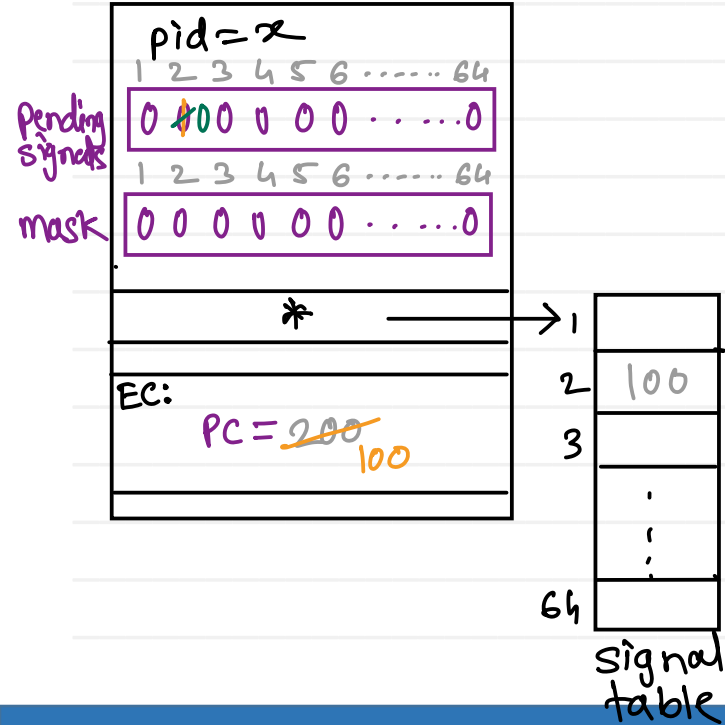 pid = x
1 2 3 4 5 6 ........ 64
Pending signals
0 0 0 0 0 0 0 ...... 0
1 2 3 4 5 6 ........ 64
mask
0 0 0 0 0 0 ...... 0
*
1
2 100
3
64
EC:
PC = 200
100
signal
table